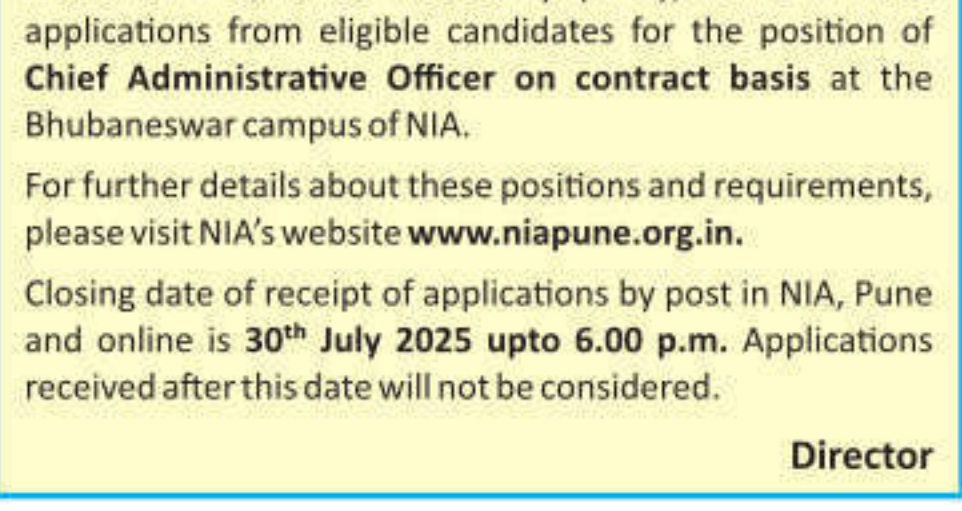 applications from eligible candidates for the position of
Chief Administrative Officer on contract basis at the
Bhubaneswar campus of NIA.
For further details about these positions and requirements,
please visit NIA's website www.niapune.org.in.
Closing date of receipt of applications by post in NIA, Pune
and online is 30th July 2025 upto 6.00 p.m. Applications
received after this date will not be considered.
Director